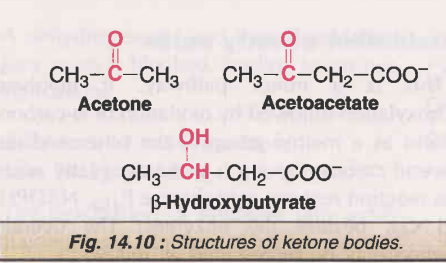 O O
CH₃–C–CH₃ CH₃–C–CH₂–COO⁻
Acetone Acetoacetate
OH
CH₃–CH–CH₂–COO⁻
β-Hydroxybutyrate
Fig. 14.10 : Structures of ketone bodies.